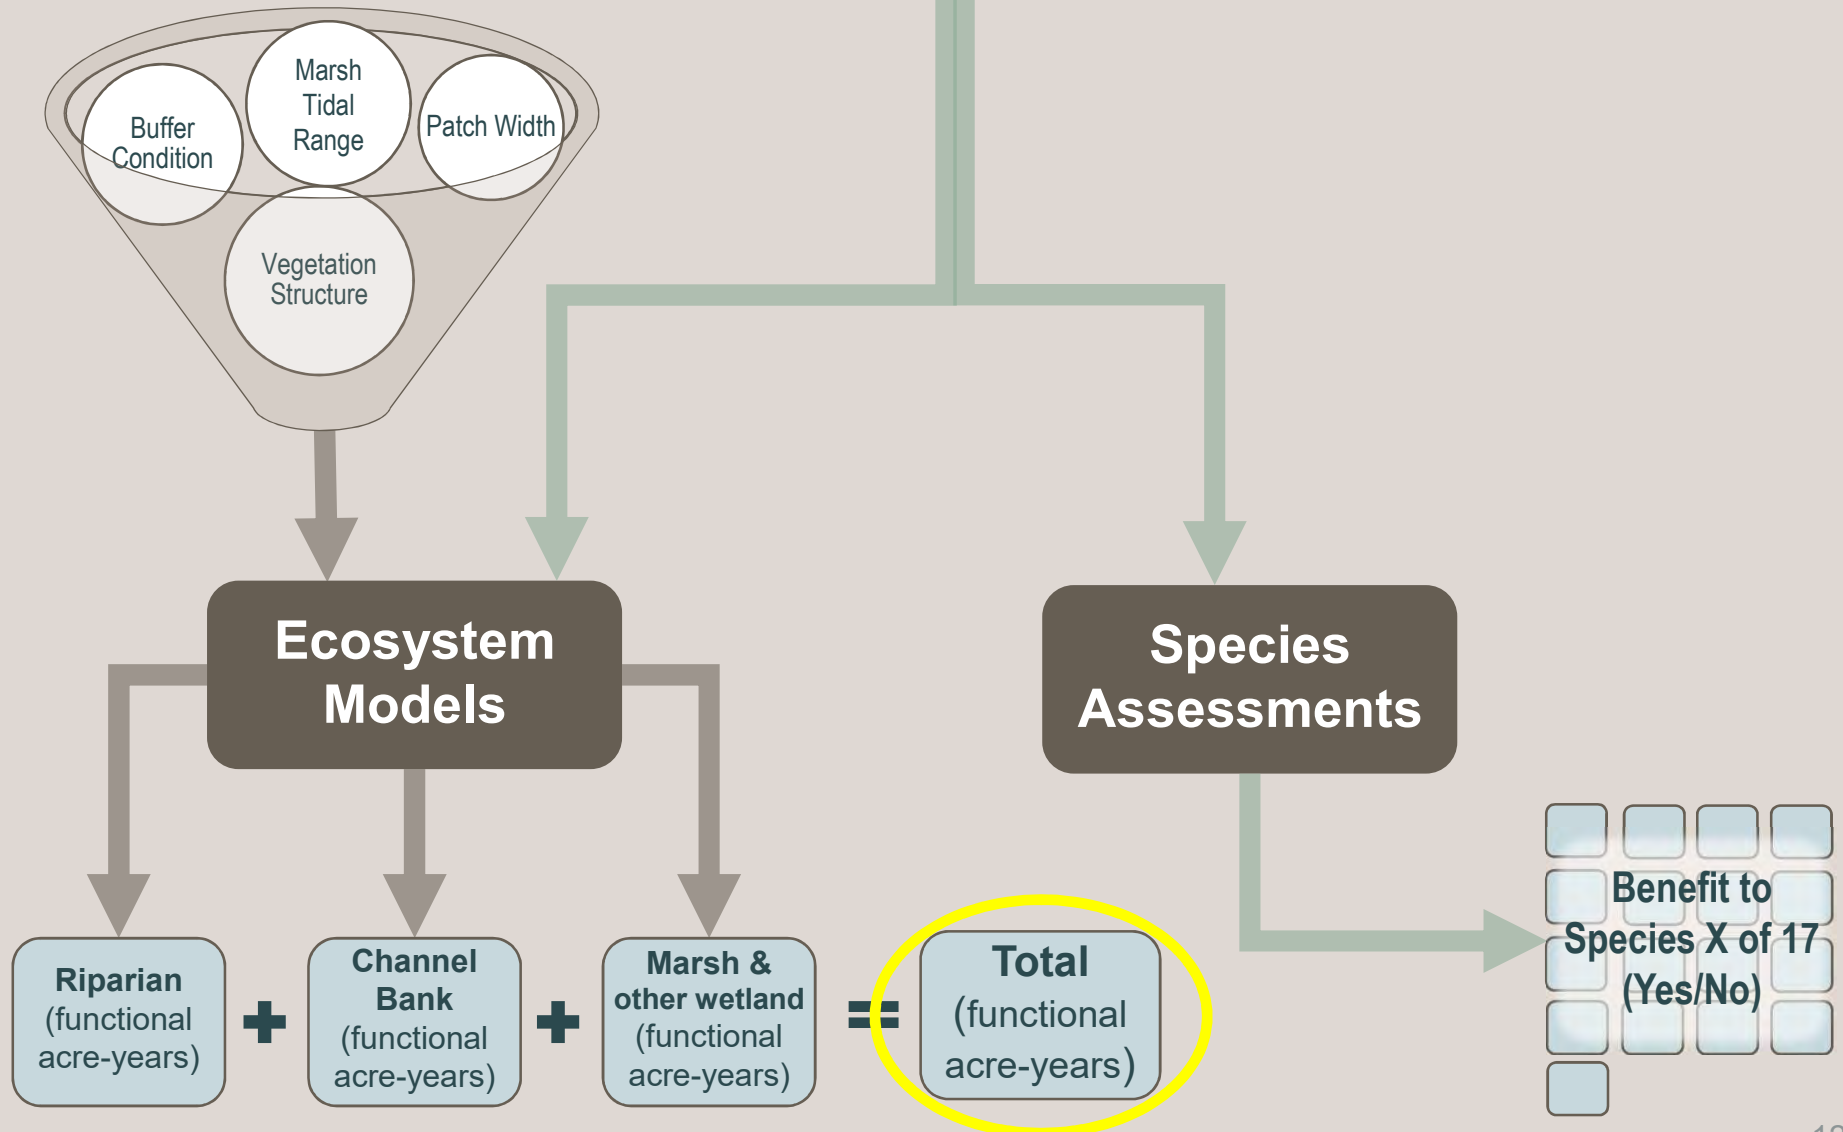 Marsh
Tidal
Range
Buffer
Condition
Patch Width
Vegetation
Structure
Ecosystem
Models
Species
Assessments
Riparian
(functional
acre-years)
+
Channel
Bank
(functional
acre-years)
+
Marsh &
other wetland
(functional
acre-years)
=
Total
(functional
acre-years)
Benefit to
Species X of 17
(Yes/No)